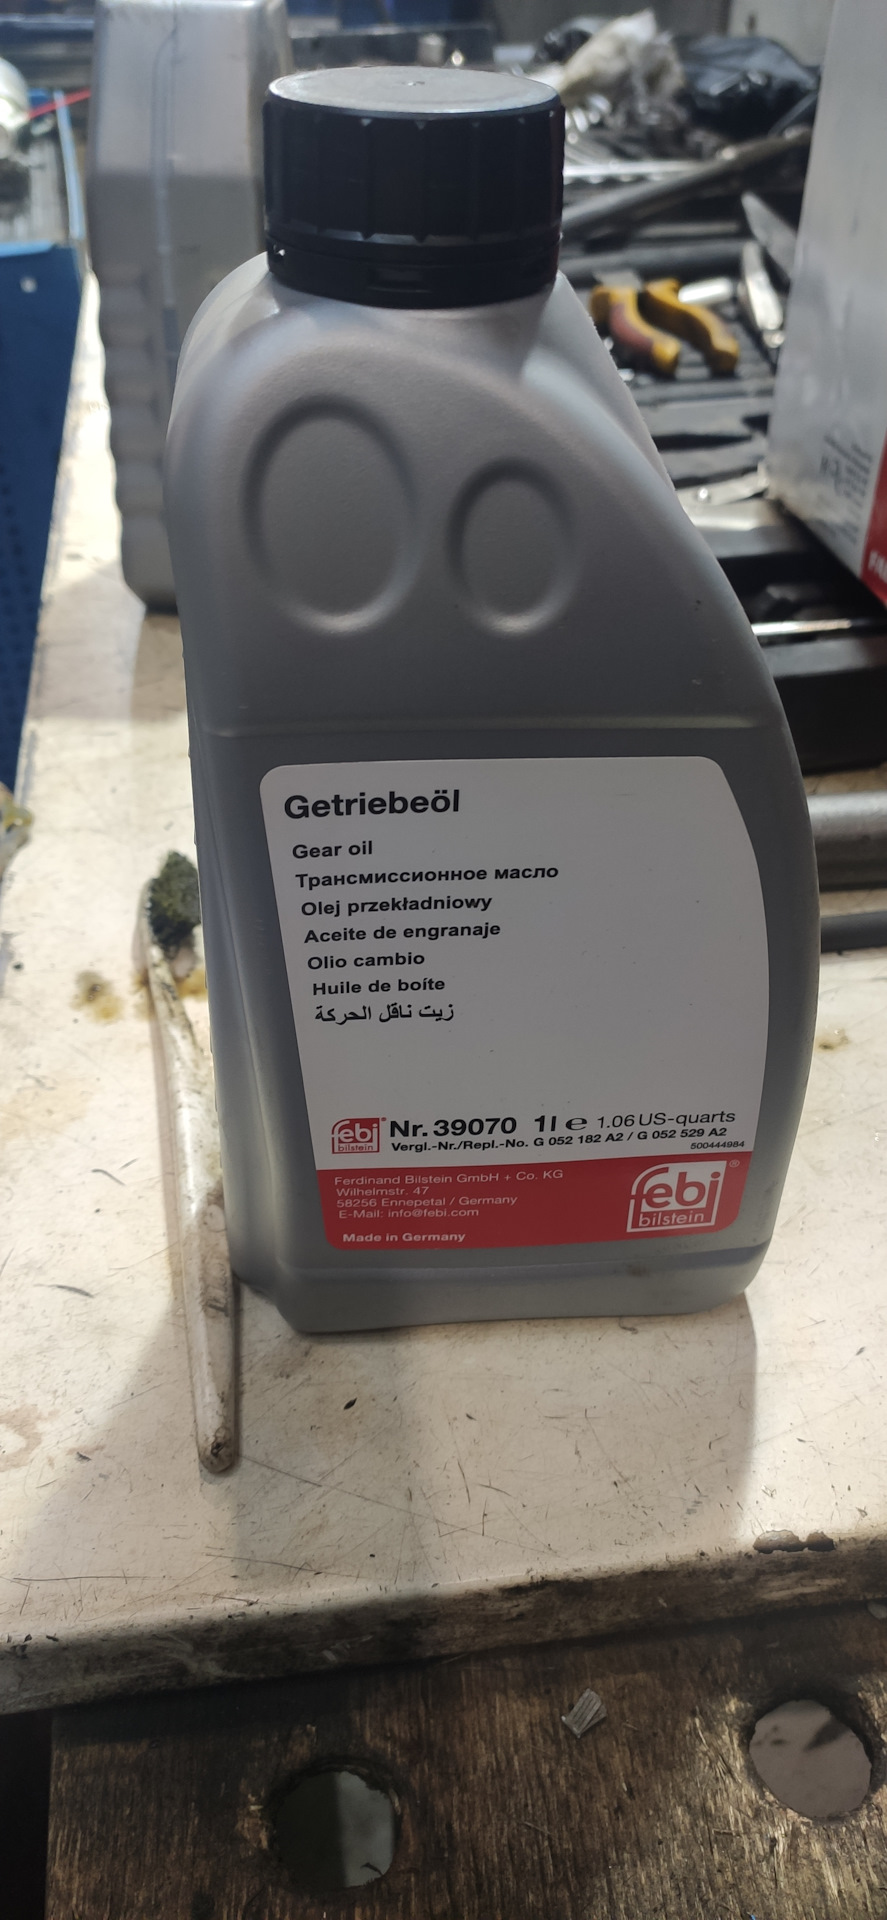 Getriebeöl
Gear oil
Трансмиссионное масло
Olej przekładniowy
Aceite de engranaje
Olio cambio
Huile de boîte
زيت ناقل الحركة
febi® bilstein Nr. 39070 1l ℮ 1.06 US-quarts
Vergl.-Nr./Repl.-No. G 052 182 A2 / G 052 529 A2
500444984
Ferdinand Bilstein GmbH + Co. KG
Wilhelmstr. 47
58256 Ennepetal / Germany
E-Mail: info@febi.com
Made in Germany
febi®
bilstein